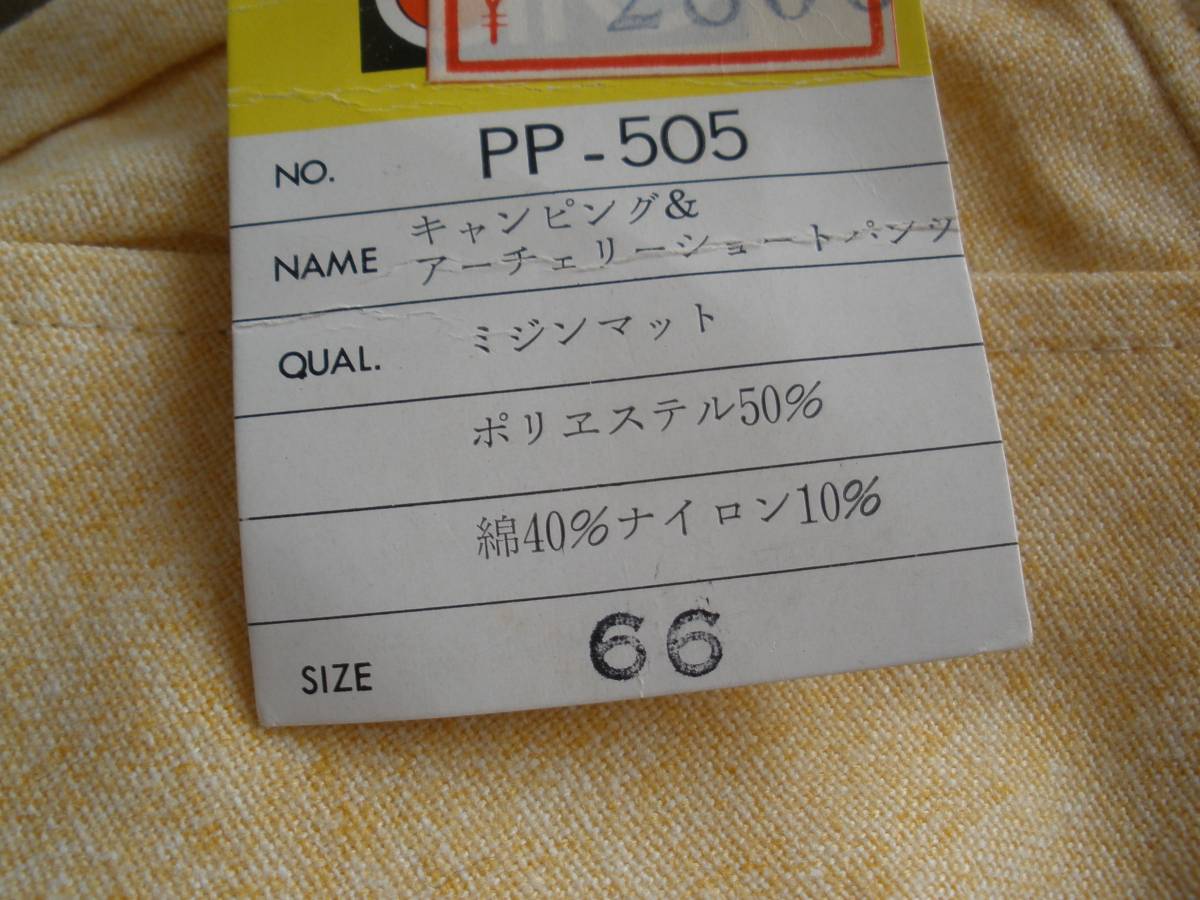 ¥
NO. PP-505
NAME キャンピング&
アーチェリーショートパンツ
QUAL. ミジンマット
ポリヱステル50%
綿40%ナイロン10%
SIZE 66